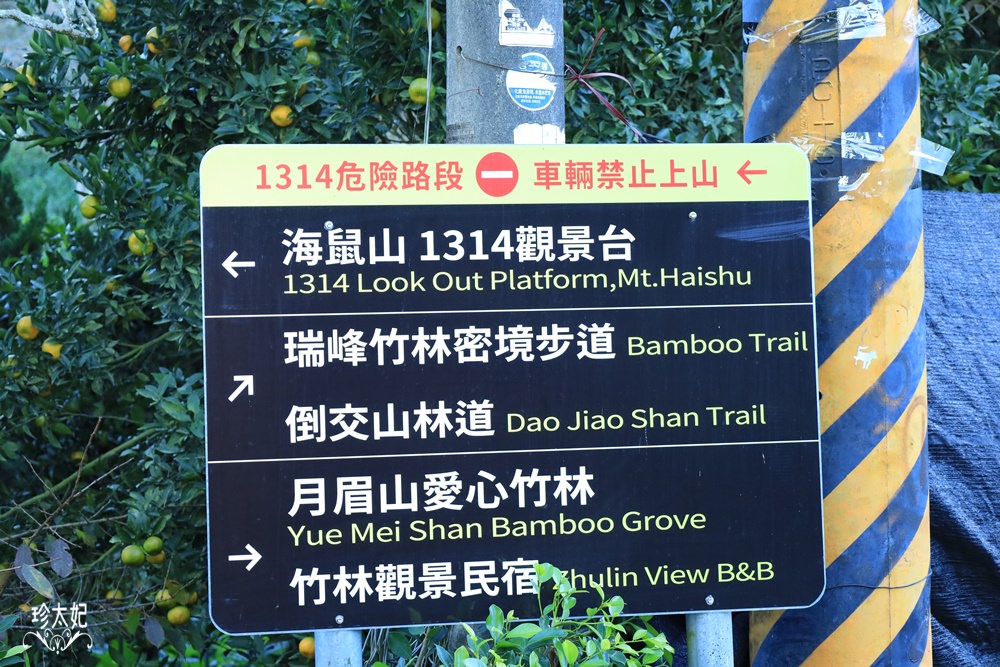 1314危險路段 車輛禁止上山 ←
← 海鼠山 1314觀景台
1314 Look Out Platform,Mt.Haishu
瑞峰竹林密境步道 Bamboo Trail
↗
倒交山林道 Dao Jiao Shan Trail
月眉山愛心竹林
Yue Mei Shan Bamboo Grove
→
竹林觀景民宿 Zhulin View B&B
珍太妃